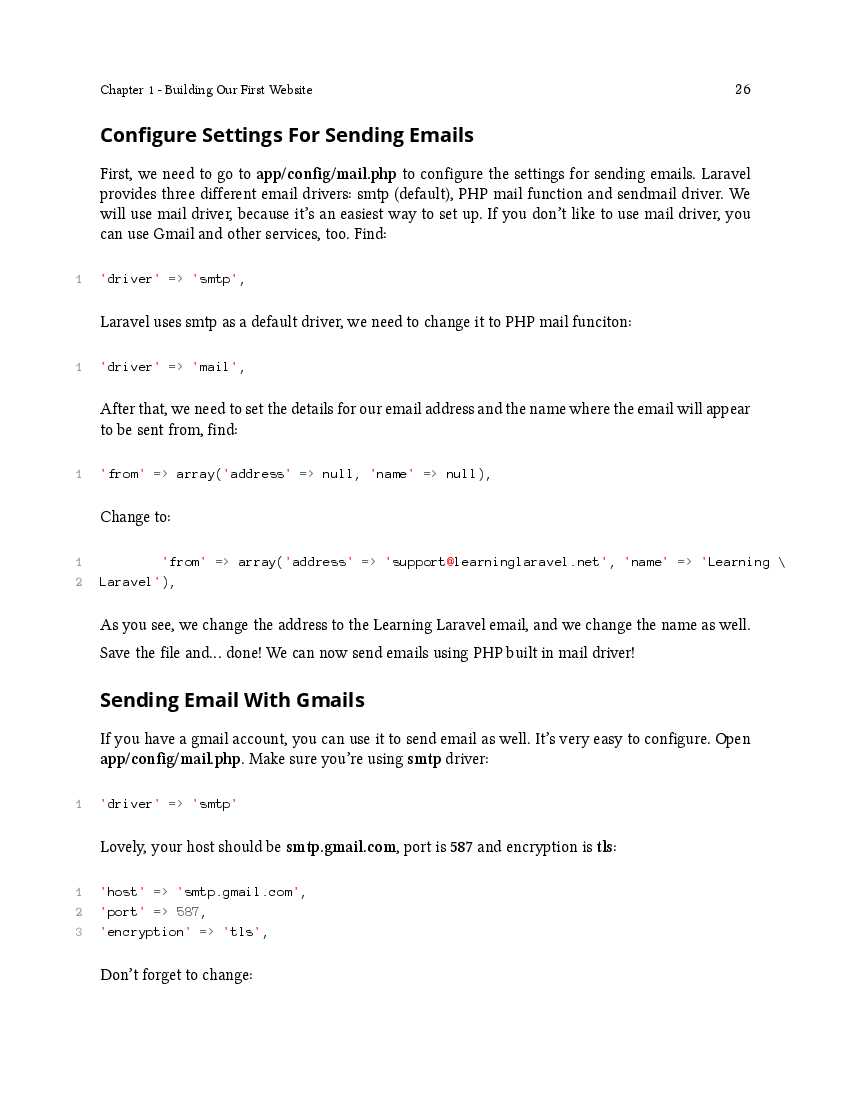 Chapter 1 - Building Our First Website 26
Configure Settings For Sending Emails
First, we need to go to app/config/mail.php to configure the settings for sending emails. Laravel
provides three different email drivers: smtp (default), PHP mail function and sendmail driver. We
will use mail driver, because it’s an easiest way to set up. If you don’t like to use mail driver, you
can use Gmail and other services, too. Find:
1 'driver' => 'smtp',
Laravel uses smtp as a default driver, we need to change it to PHP mail funciton:
1 'driver' => 'mail',
After that, we need to set the details for our email address and the name where the email will appear
to be sent from, find:
1 'from' => array('address' => null, 'name' => null),
Change to:
1 'from' => array('address' => 'support@learninglaravel.net', 'name' => 'Learning \
2 Laravel'),
As you see, we change the address to the Learning Laravel email, and we change the name as well.
Save the file and… done! We can now send emails using PHP built in mail driver!
Sending Email With Gmails
If you have a gmail account, you can use it to send email as well. It’s very easy to configure. Open
app/config/mail.php. Make sure you’re using smtp driver:
1 'driver' => 'smtp'
Lovely, your host should be smtp.gmail.com, port is 587 and encryption is tls:
1 'host' => 'smtp.gmail.com',
2 'port' => 587,
3 'encryption' => 'tls',
Don’t forget to change: